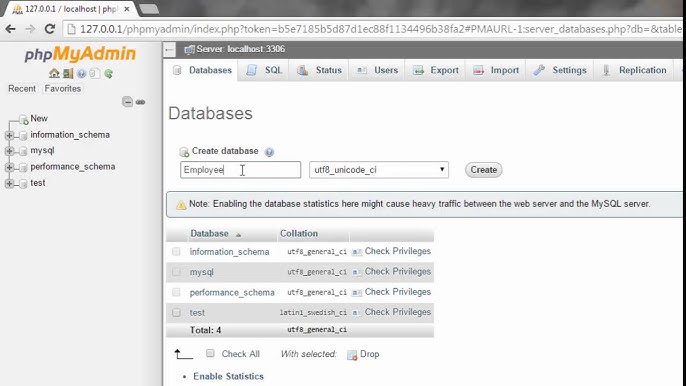 127.0.0.1 / localhost | phpl
127.0.0.1/phpmyadmin/index.php?token=b5e7185b5d87d1ec88f1134496b38fa2#PMAURL-1:server_databases.php?db=&table
phpMyAdmin
Recent Favorites
New
information_schema
mysql
performance_schema
test
Server: localhost 3306
Databases SQL Status Users Export Import Settings Replication
Databases
Create database
Employee utf8_unicode_ci Create
Note: Enabling the database statistics here might cause heavy traffic between the web server and the MySQL server.
Database Collation
information_schema utf8_general_ci Check Privileges
mysql utf8_general_ci Check Privileges
performance_schema utf8_general_ci Check Privileges
test latin1_swedish_ci Check Privileges
Total: 4 utf8_general_ci
Check All With selected: Drop
Enable Statistics